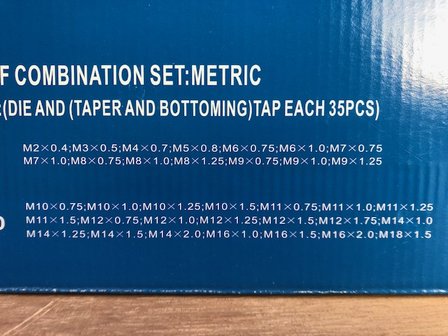 F COMBINATION SET:METRIC
(DIE AND (TAPER AND BOTTOMING)TAP EACH 35PCS)
M2×0.4;M3×0.5;M4×0.7;M5×0.8;M6×0.75;M6×1.0;M7×0.75
M7×1.0;M8×0.75;M8×1.0;M8×1.25;M9×0.75;M9×1.0;M9×1.25
M10×0.75;M10×1.0;M10×1.25;M10×1.5;M11×0.75;M11×1.0;M11×1.25
M11×1.5;M12×0.75;M12×1.0;M12×1.25;M12×1.5;M12×1.75;M14×1.0
M14×1.25;M14×1.5;M14×2.0;M16×1.0;M16×1.5;M16×2.0;M18×1.5